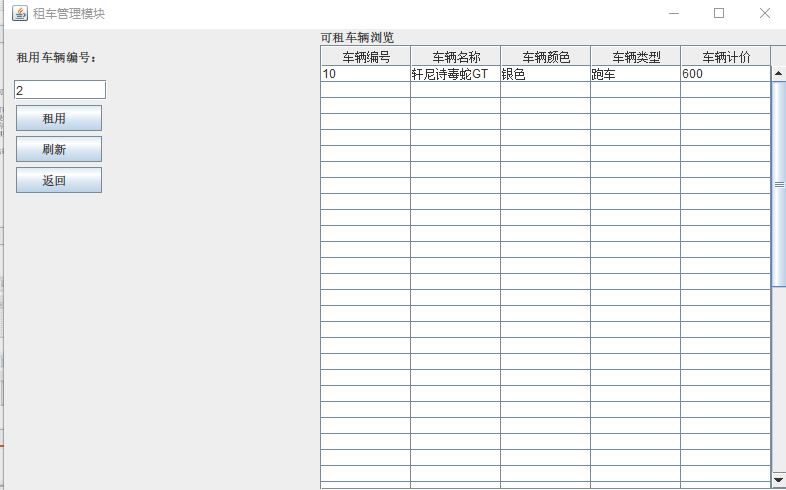 租车管理模块
可租车辆浏览
租用车辆编号：
2
租用
刷新
返回
车辆编号 车辆名称 车辆颜色 车辆类型 车辆计价
10 轩尼诗毒蛇GT 银色 跑车 600